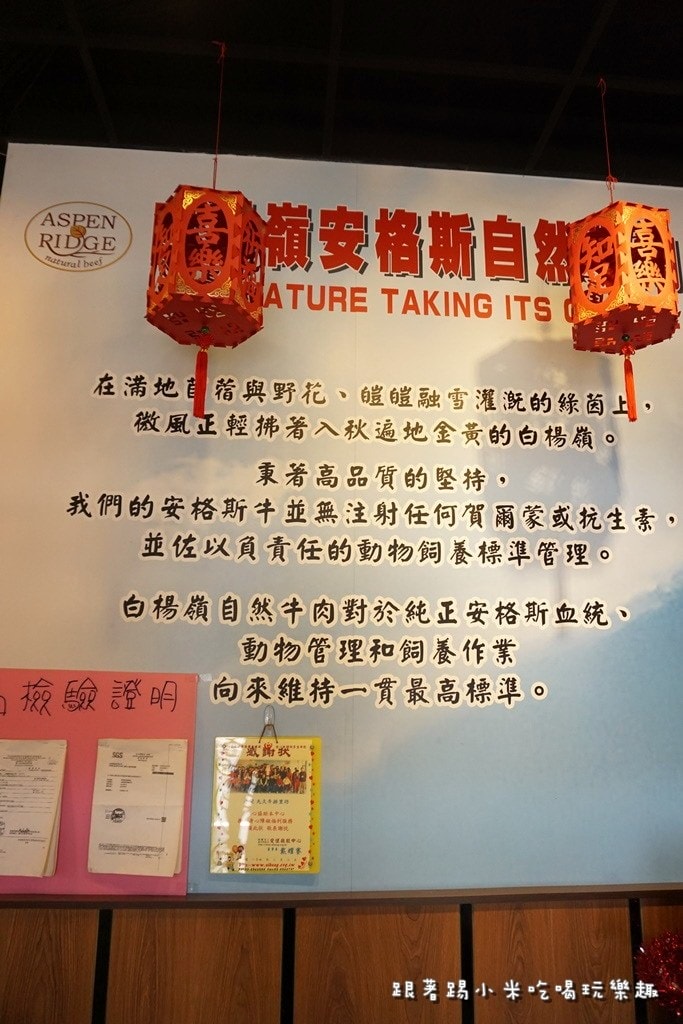 ASPEN
RIDGE
natural beef
嶺安格斯自然
NATURE TAKING ITS
喜樂
知足
喜樂
在滿地苜蓿與野花、皚皚融雪灌溉的綠茵上,
微風正輕拂著入秋遍地金黃的白楊嶺。
秉著高品質的堅持,
我們的安格斯牛並無注射任何賀爾蒙或抗生素,
並佐以負責任的動物飼養標準管理。
白楊嶺自然牛肉對於純正安格斯血統、
動物管理和飼養作業
向來維持一貫最高標準。
檢驗證明
SGS
感謝狀
跟著踢小米吃喝玩樂趣